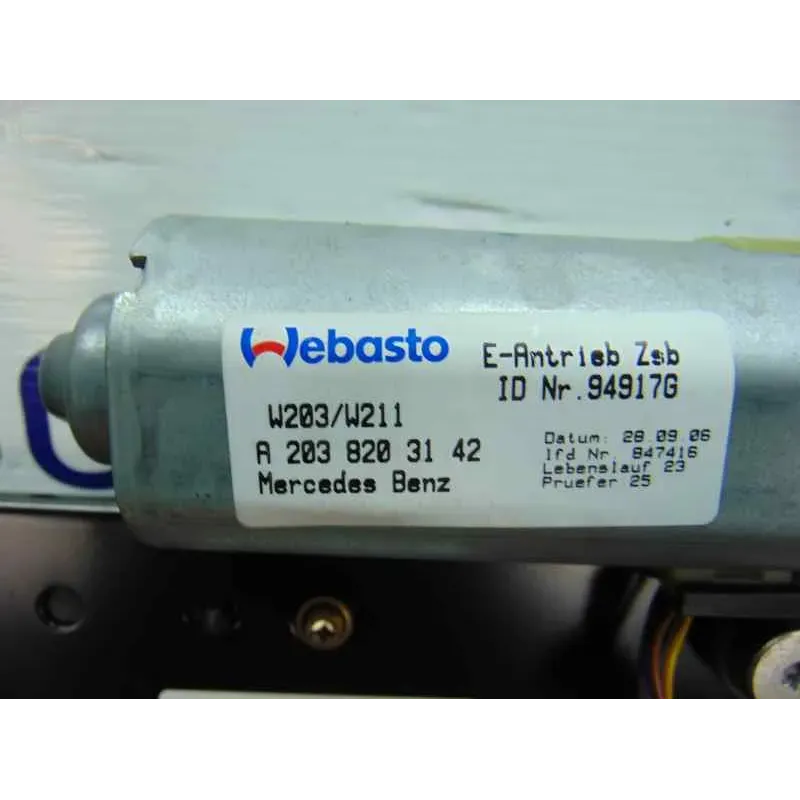 Webasto
E-Antrieb Zsb
ID Nr.94917G
W203/W211
A 203 820 31 42
Mercedes Benz
Datum: 28.09.06
lfd Nr. 847416
Lebenslauf 23
Pruefer 25